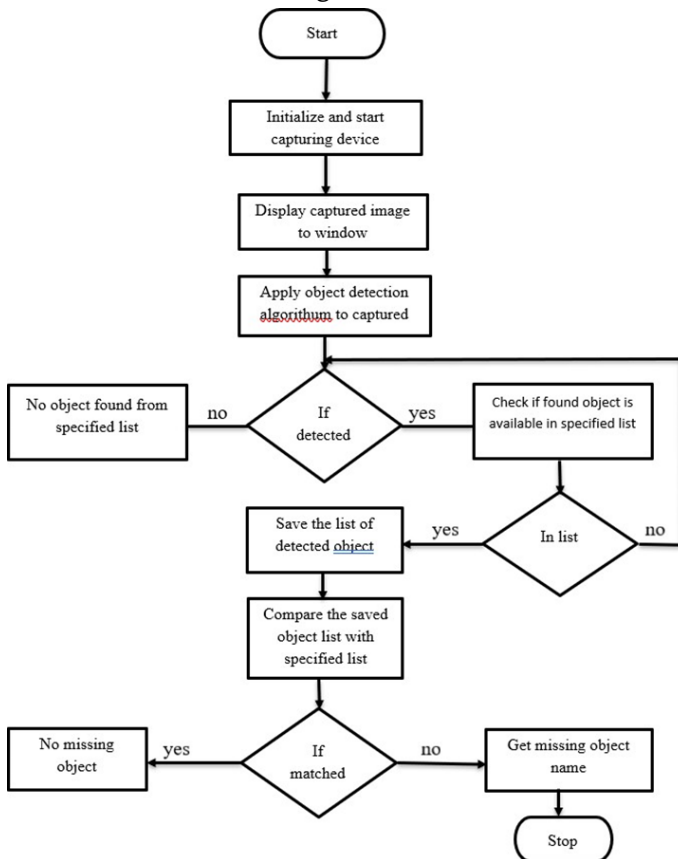 Start
Initialize and start
capturing device
Display captured image
to window
Apply object detection
algorithum to captured
No object found from
specified list
no
If
detected
yes
Check if found object is
available in specified list
Save the list of
detected object
yes
In list
no
Compare the saved
object list with
specified list
No missing
object
yes
If
matched
no
Get missing object
name
Stop